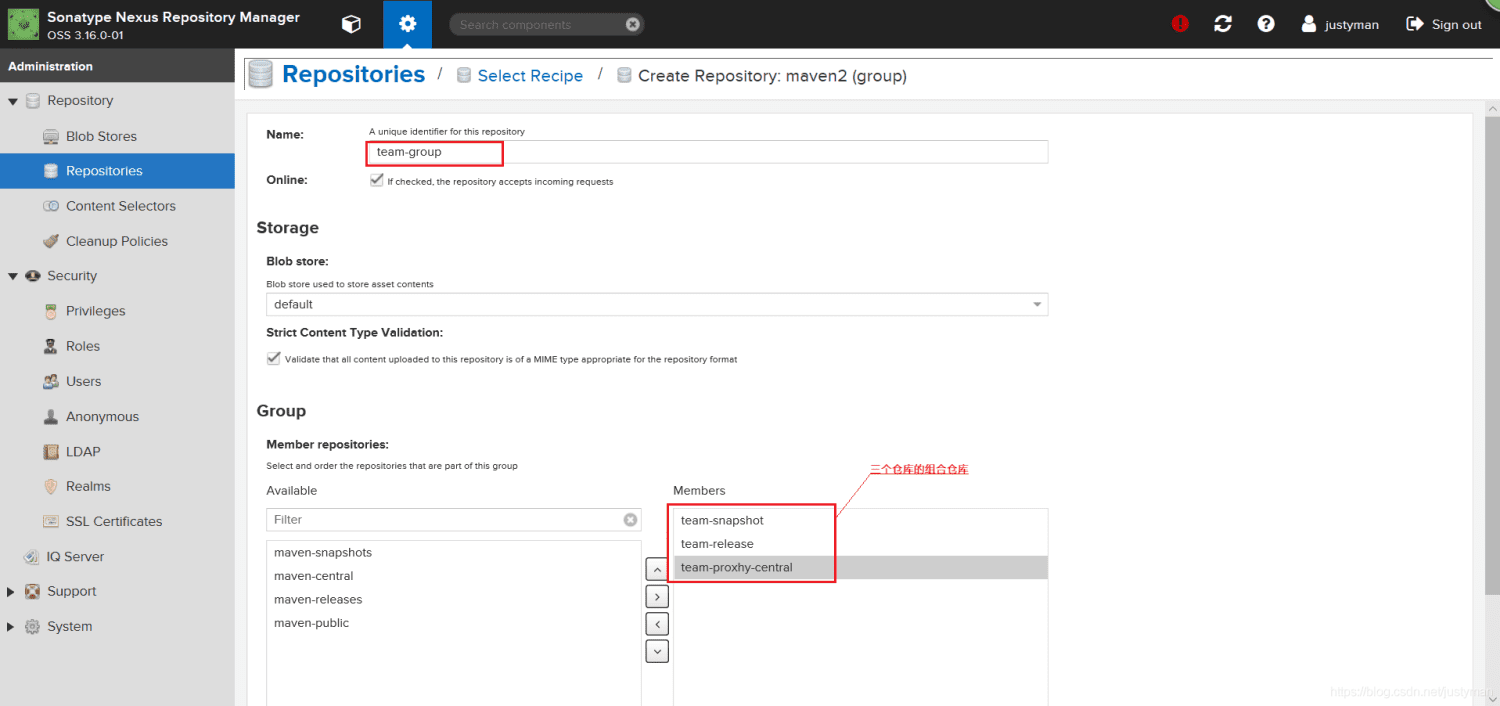 Sonatype Nexus Repository Manager
OSS 3.16.0-01
Search components
justyman
Sign out
Administration
Repository
Blob Stores
Repositories
Content Selectors
Cleanup Policies
Security
Privileges
Roles
Users
Anonymous
LDAP
Realms
SSL Certificates
IQ Server
Support
System
Repositories / Select Recipe / Create Repository: maven2 (group)
Name:
A unique identifier for this repository
team-group
Online:
If checked, the repository accepts incoming requests
Storage
Blob store:
Blob store used to store asset contents
default
Strict Content Type Validation:
Validate that all content uploaded to this repository is of a MIME type appropriate for the repository format
Group
Member repositories:
Select and order the repositories that are part of this group
三个仓库的组合仓库
Available
Filter
maven-snapshots
maven-central
maven-releases
maven-public
Members
team-snapshot
team-release
team-proxhy-central
https://blog.csdn.net/justyman